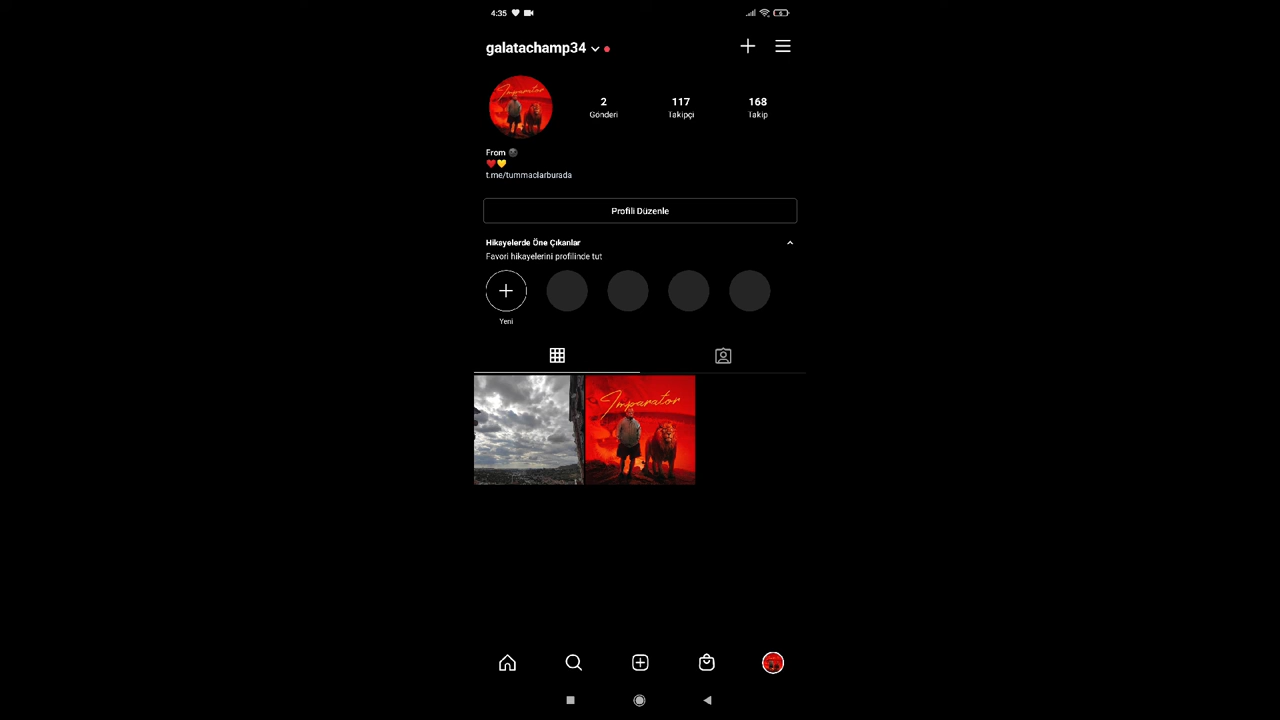 4:35
galatachamp34
Imparator
2
Gönderi
117
Takipçi
168
Takip
From
t.me/tummaclarburada
Profili Düzenle
Hikayelerde Öne Çıkanlar
Favori hikayelerini profilinde tut
Yeni
Imparator